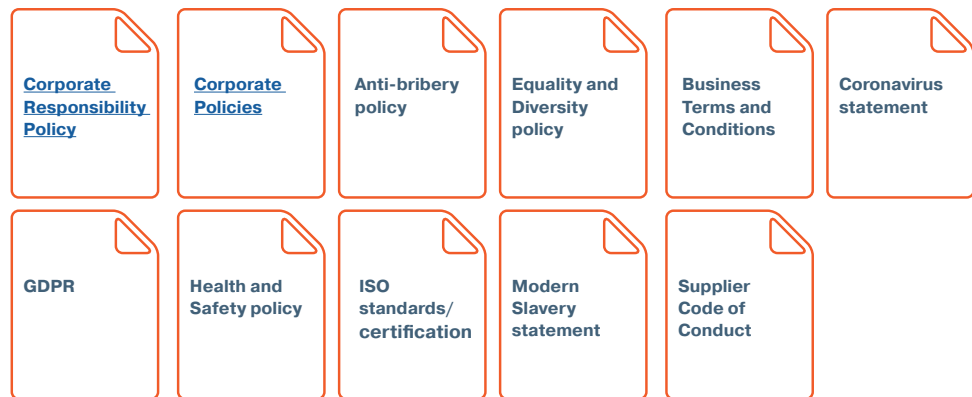 Corporate
Responsibility
Policy
Corporate
Policies
Anti-bribery
policy
Equality and
Diversity
policy
Business
Terms and
Conditions
Coronavirus
statement
GDPR
Health and
Safety policy
ISO
standards/
certification
Modern
Slavery
statement
Supplier
Code of
Conduct